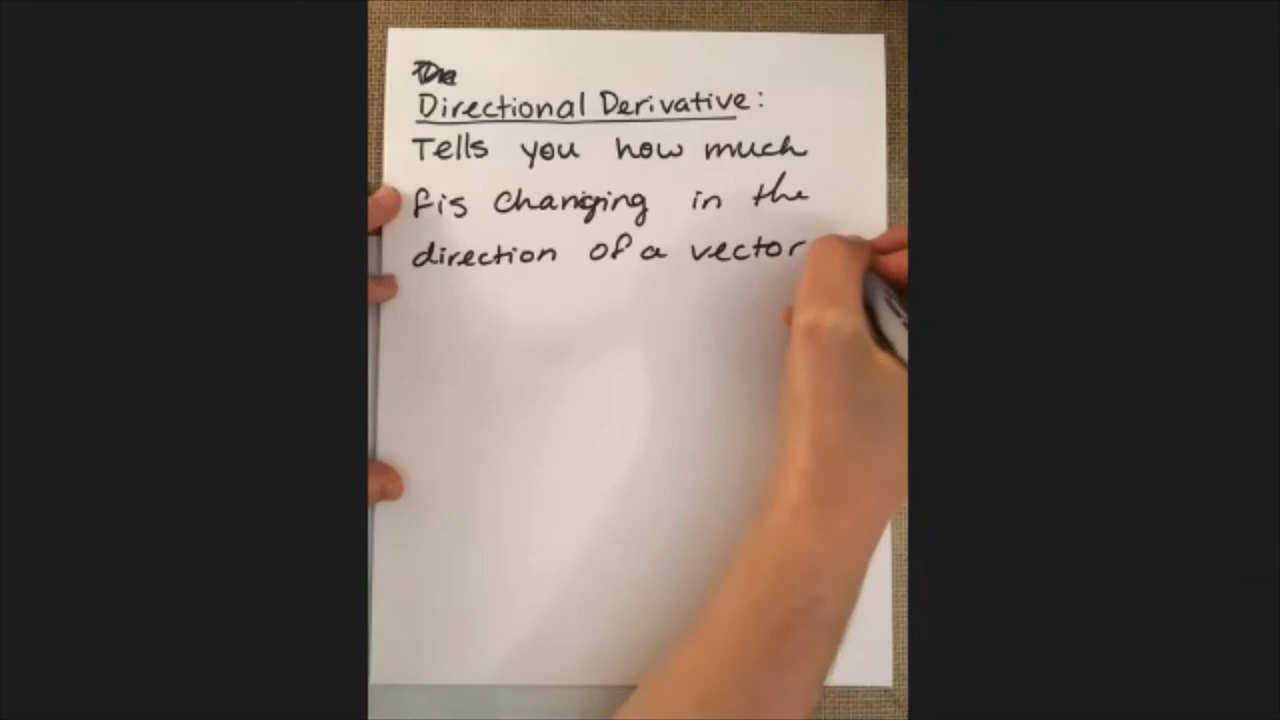 Directional Derivative:
Tells you how much
f is changing in the
direction of a vector